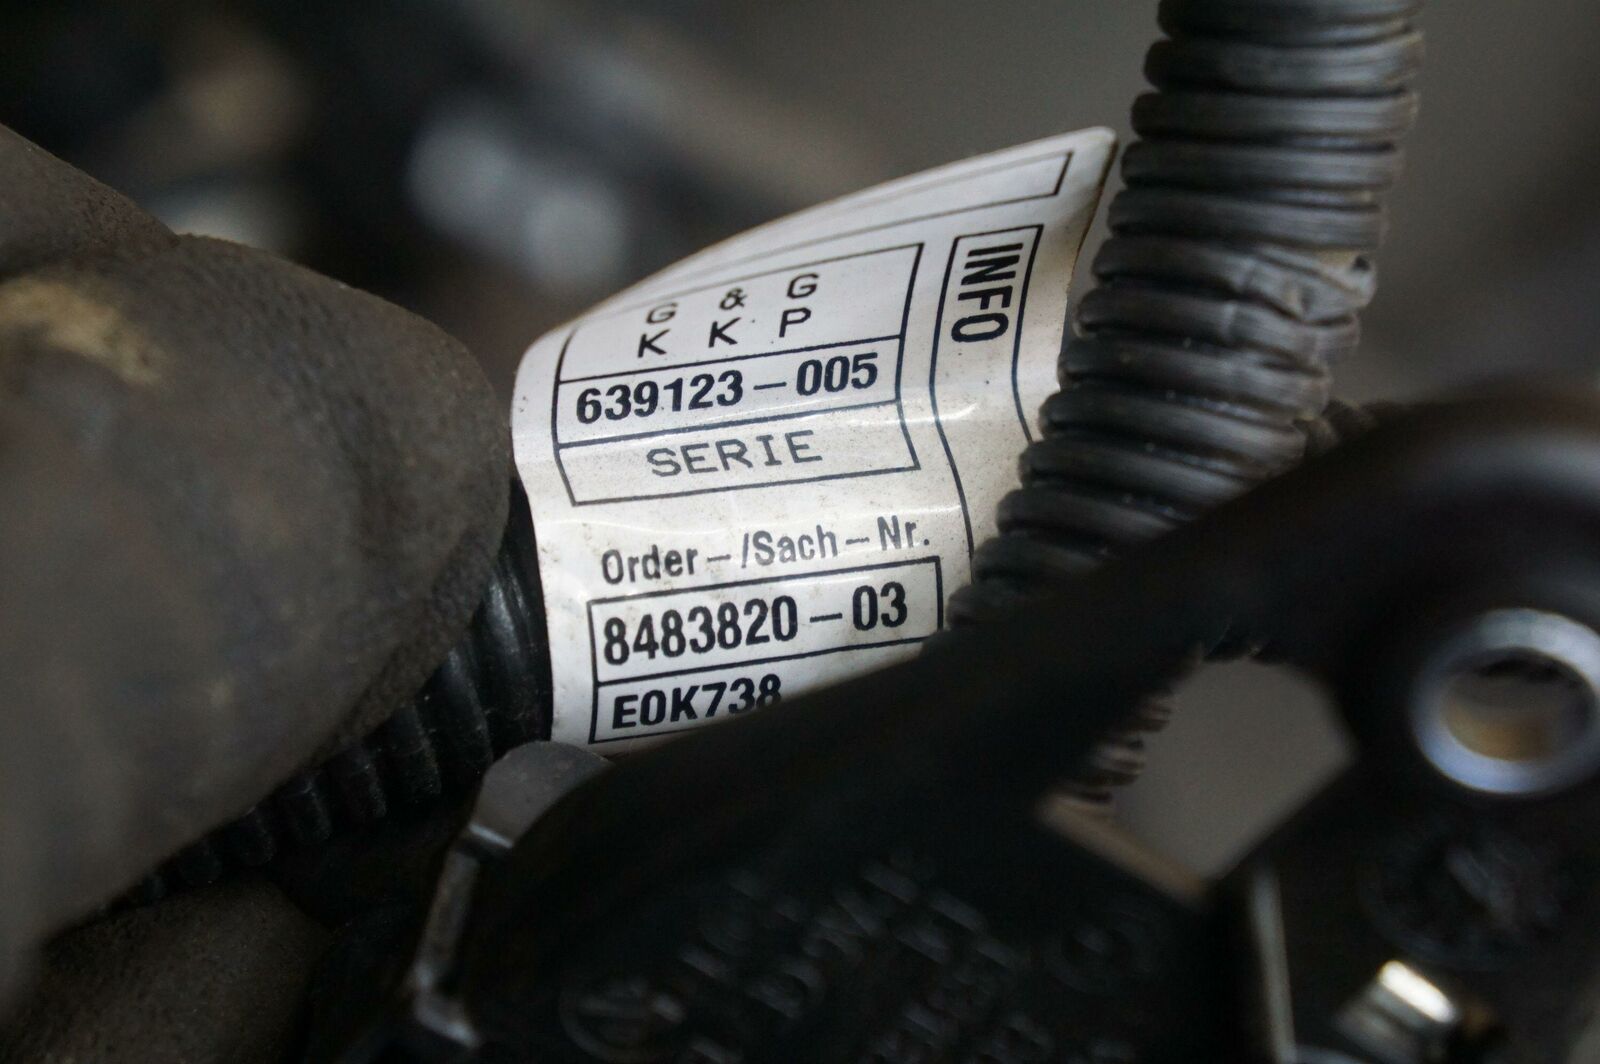 G & G
K K P
639123-005
SERIE
Order-/Sach-Nr.
8483820-03
E0K738
INFO